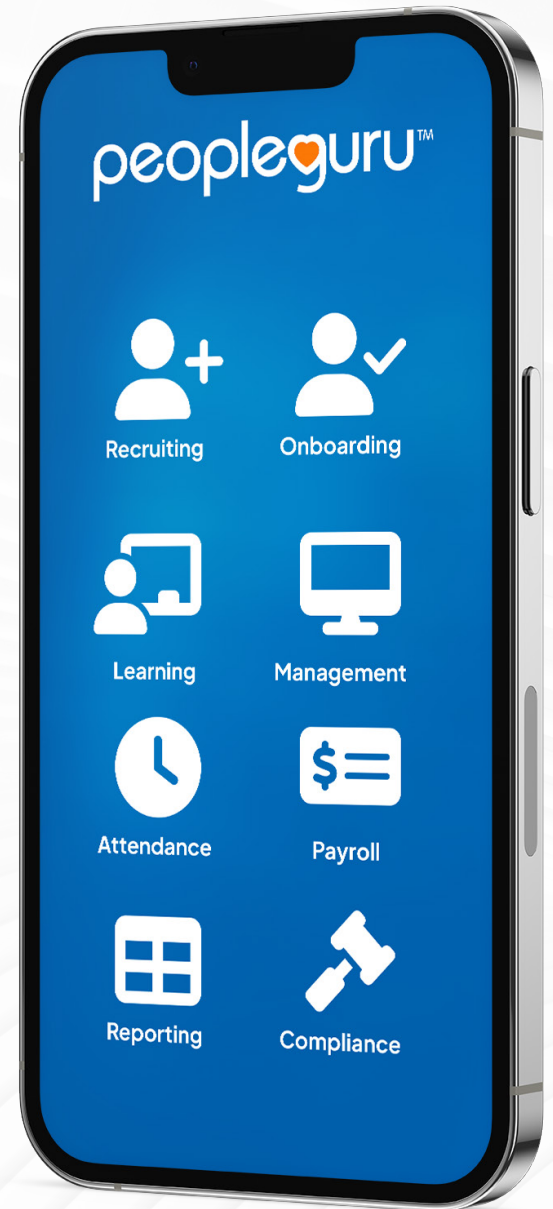 peopleguru™
Recruiting
Onboarding
Learning
Management
Attendance
Payroll
Reporting
Compliance